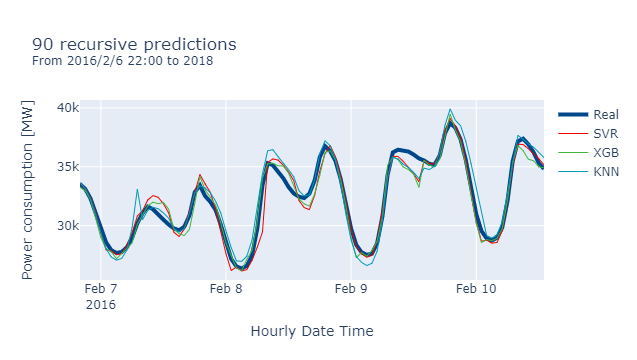 90 recursive predictions
From 2016/2/6 22:00 to 2018
Power consumption [MW]
40k
35k
30k
Feb 7
2016
Feb 8
Feb 9
Feb 10
Hourly Date Time
Real
SVR
XGB
KNN